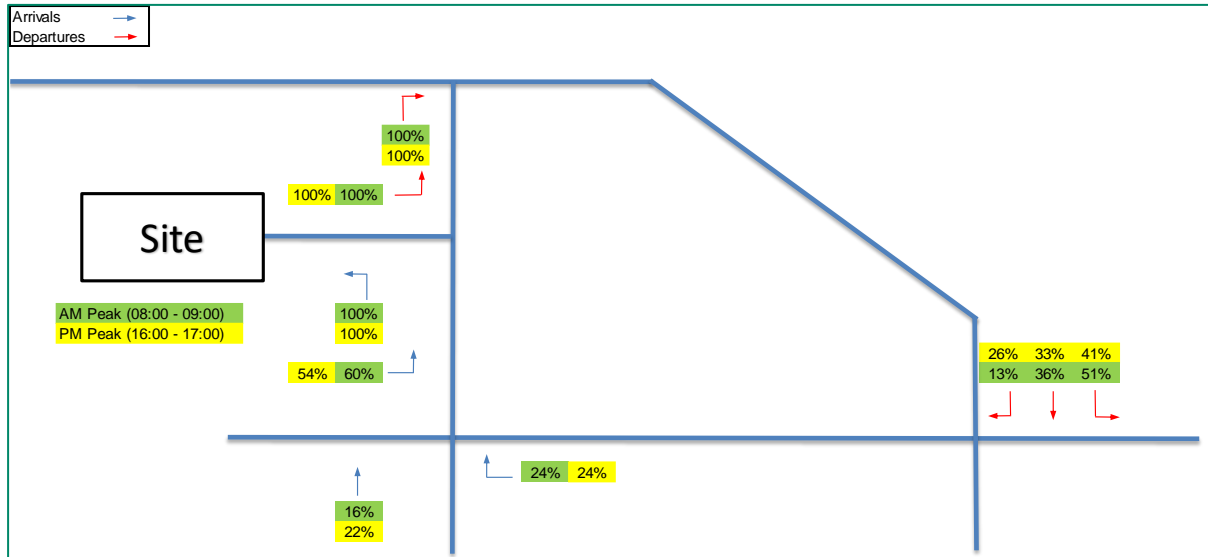 Arrivals
Departures
100%
100%
100% 100%
Site
AM Peak (08:00 - 09:00)
PM Peak (16:00 - 17:00)
100%
100%
54% 60%
26% 33% 41%
13% 36% 51%
24% 24%
16%
22%